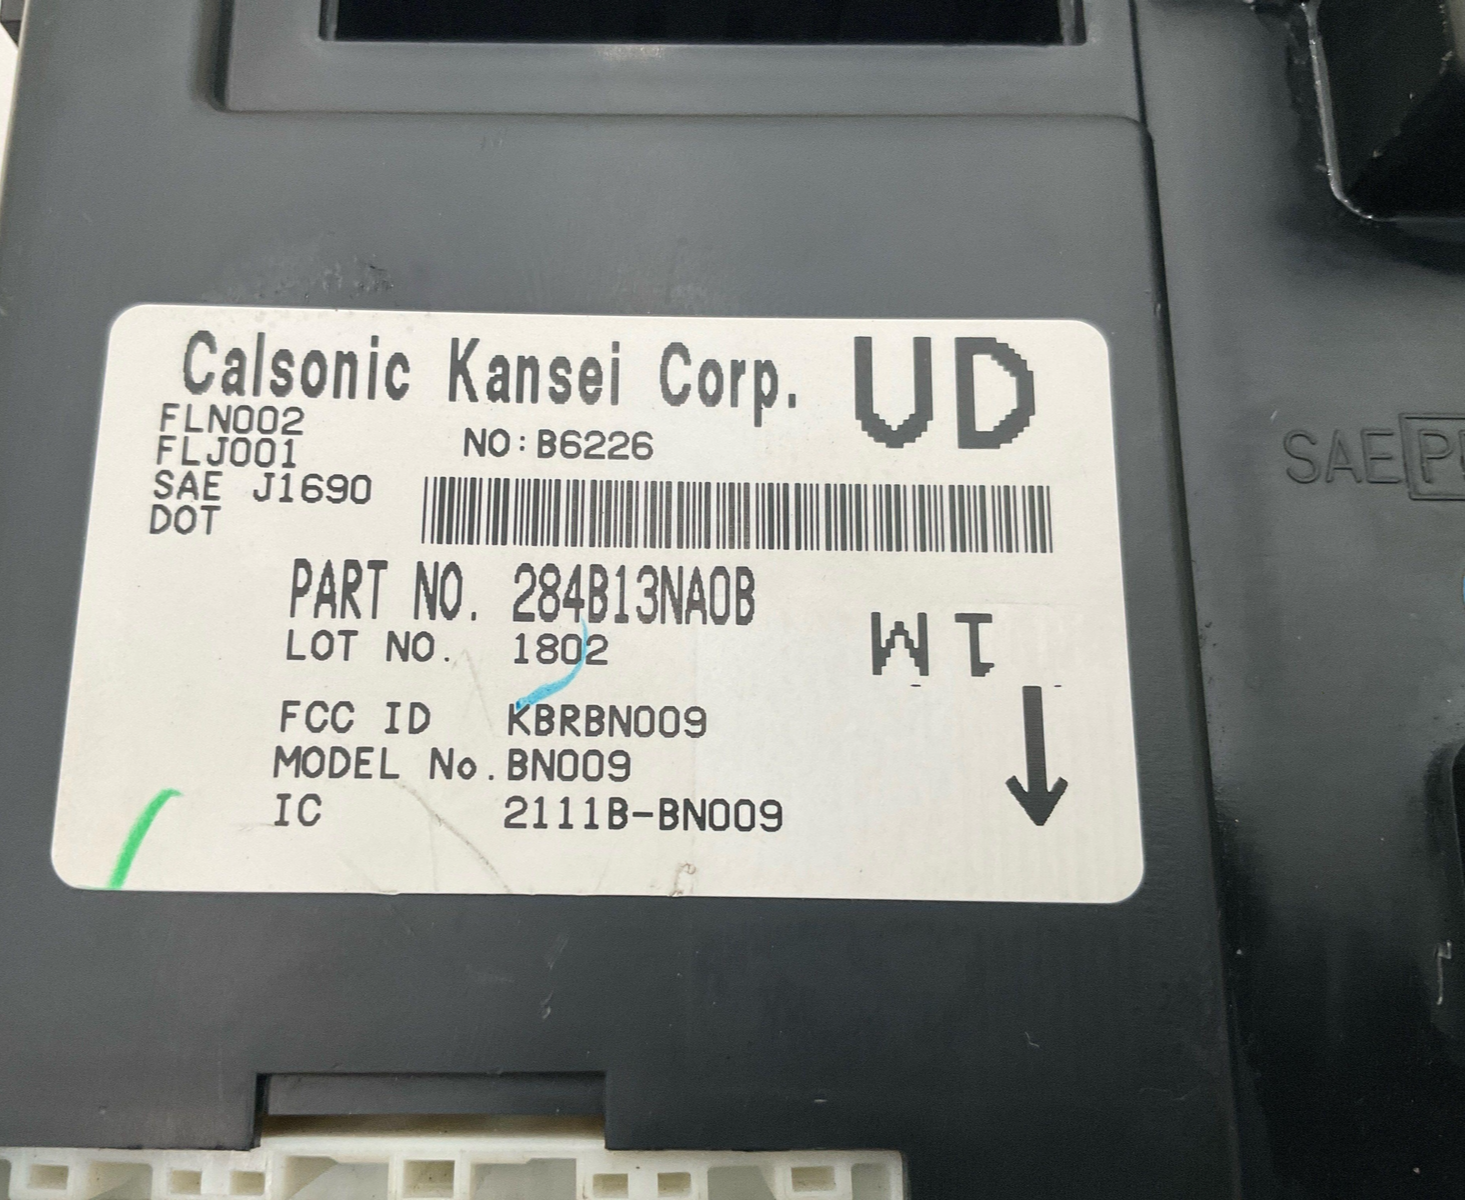 Calsonic Kansei Corp. UD
FLN002
FLJ001
NO:B6226
SAE J1690
DOT
PART NO. 284B13NA0B
LOT NO. 1802
FCC ID KBRBN009
MODEL No. BN009
IC 2111B-BN009
1M
SAE